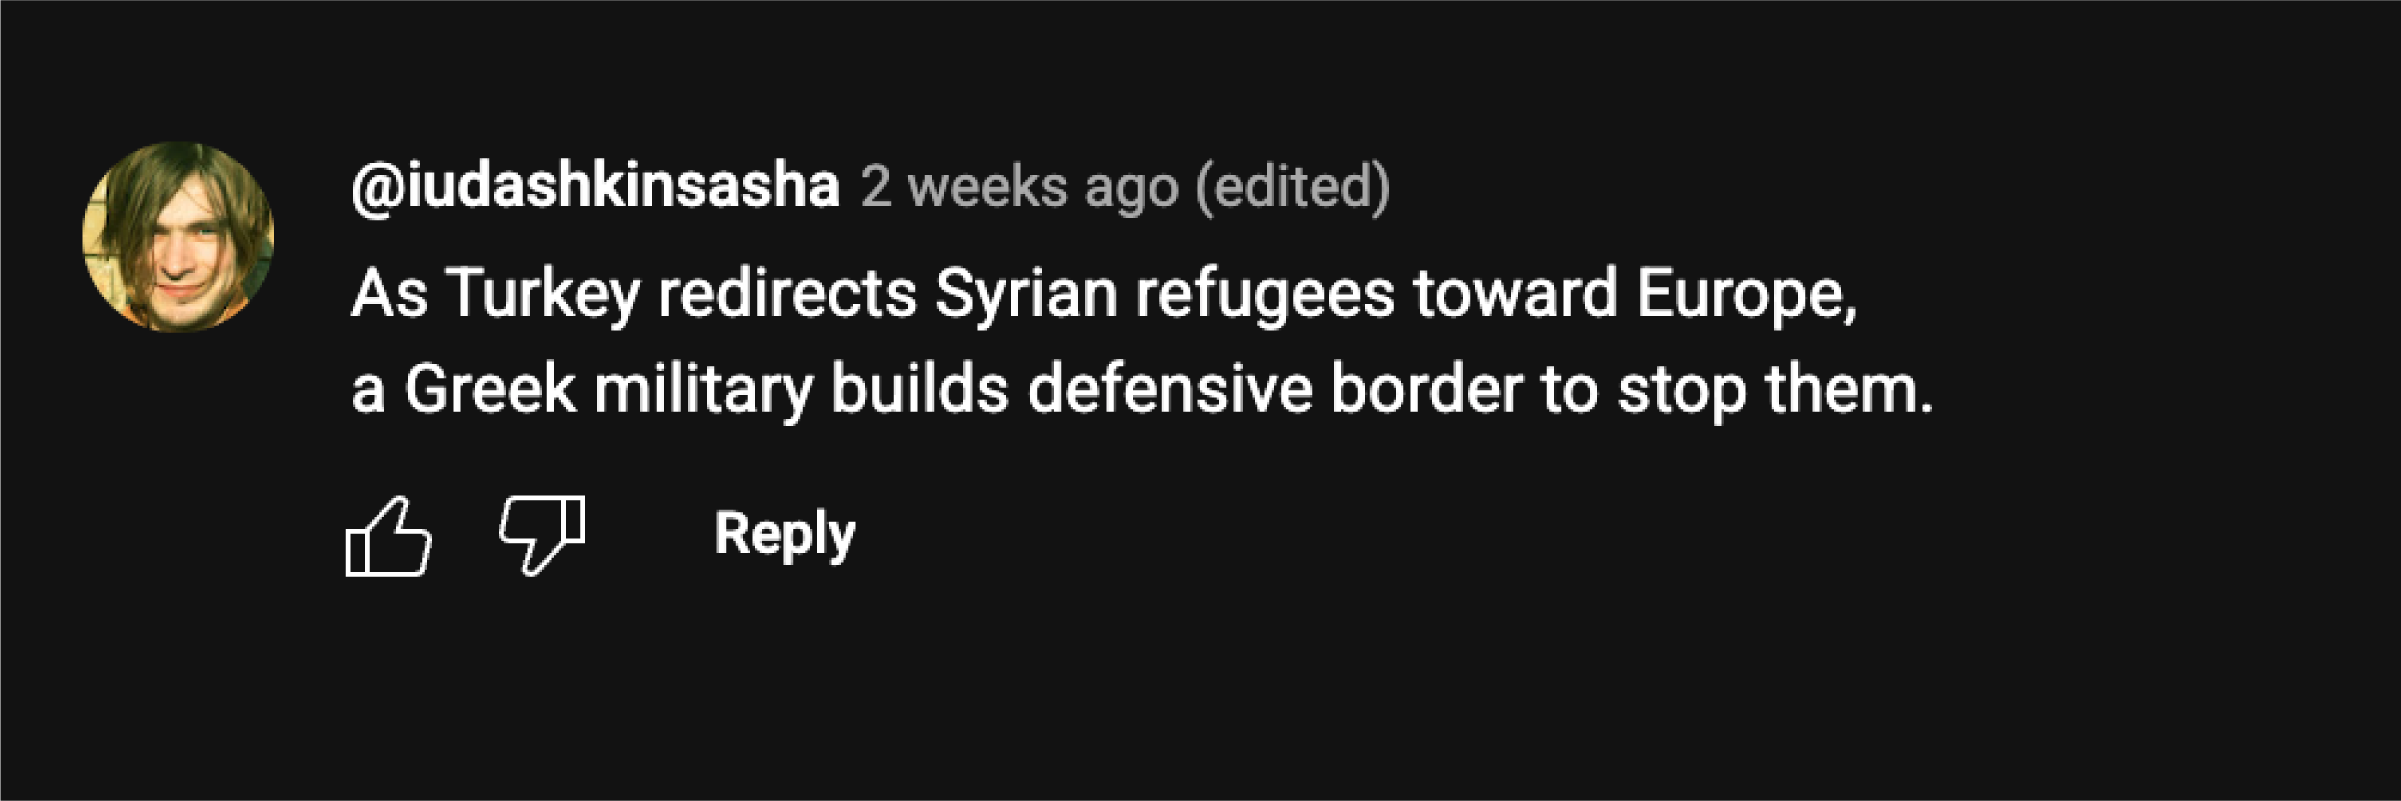 @iudashkinsasha 2 weeks ago (edited)
As Turkey redirects Syrian refugees toward Europe,
a Greek military builds defensive border to stop them.
Reply